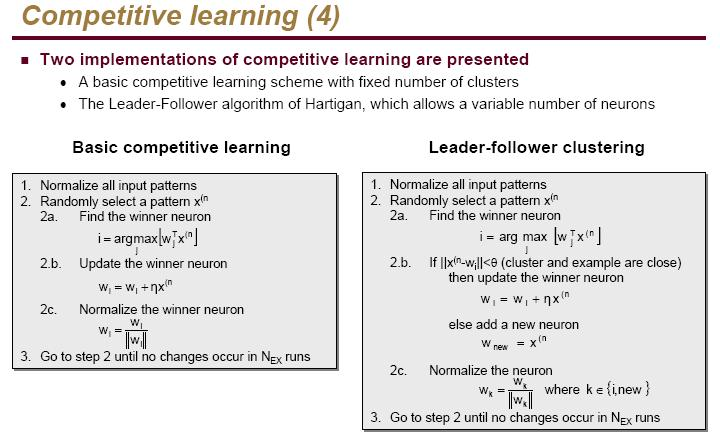 Competitive learning (4)
■ Two implementations of competitive learning are presented
• A basic competitive learning scheme with fixed number of clusters
• The Leader-Follower algorithm of Hartigan, which allows a variable number of neurons
Basic competitive learning
1. Normalize all input patterns
2. Randomly select a pattern x⁽ⁿ
2a. Find the winner neuron
i = argmax[wⱼᵀx⁽ⁿ]
j
2.b. Update the winner neuron
wᵢ = wᵢ + ηx⁽ⁿ
2c. Normalize the winner neuron
wᵢ = wᵢ / ‖wᵢ‖
3. Go to step 2 until no changes occur in N_EX runs
Leader-follower clustering
1. Normalize all input patterns
2. Randomly select a pattern x⁽ⁿ
2a. Find the winner neuron
i = arg max [wⱼᵀx⁽ⁿ]
j
2.b. If ||x⁽ⁿ-wᵢ||<θ (cluster and example are close)
then update the winner neuron
wᵢ = wᵢ + ηx⁽ⁿ
else add a new neuron
w_new = x⁽ⁿ
2c. Normalize the neuron
wₖ = wₖ / ‖wₖ‖ where k ∈ {i,new}
3. Go to step 2 until no changes occur in N_EX runs